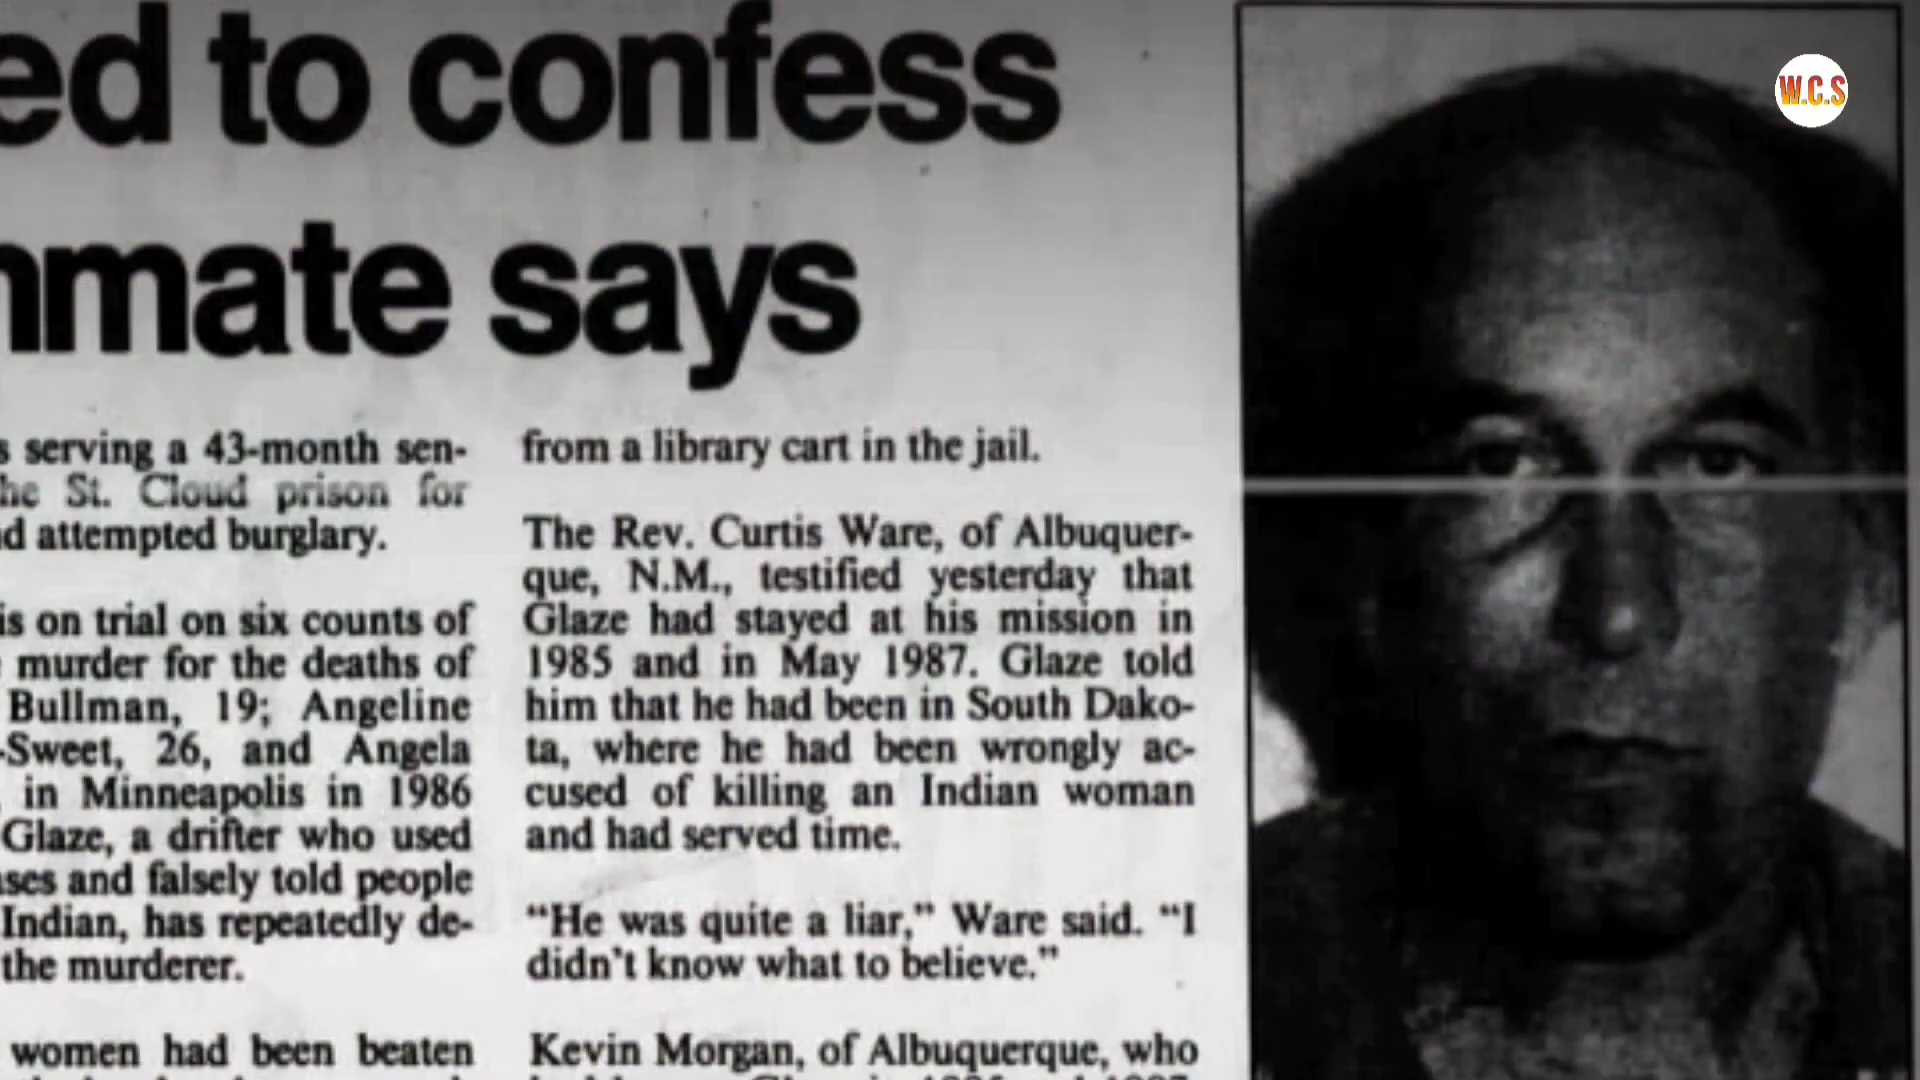 ed to confess
nmate says
s serving a 43-month sen-
he St. Cloud prison for
d attempted burglary.
is on trial on six counts of
murder for the deaths of
Bullman, 19; Angeline
-Sweet, 26, and Angela
in Minneapolis in 1986
Glaze, a drifter who used
ses and falsely told people
Indian, has repeatedly de-
the murderer.
women had been beaten
from a library cart in the jail.
The Rev. Curtis Ware, of Albuquer-
que, N.M., testified yesterday that
Glaze had stayed at his mission in
1985 and in May 1987. Glaze told
him that he had been in South Dako-
ta, where he had been wrongly ac-
cused of killing an Indian woman
and had served time.
“He was quite a liar,” Ware said. “I
didn’t know what to believe.”
Kevin Morgan, of Albuquerque, who
W.C.S